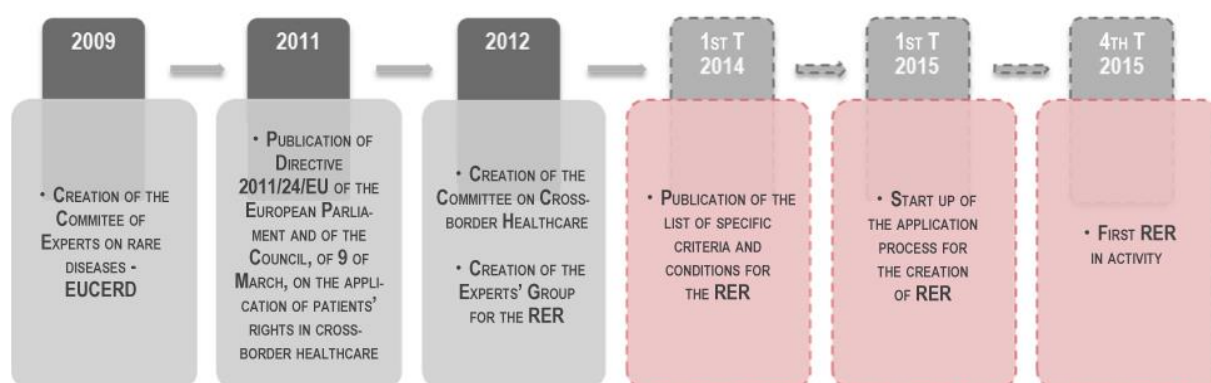 2009
• CREATION OF THE
COMMITEE OF
EXPERTS ON RARE
DISEASES -
EUCERD
2011
• PUBLICATION OF
DIRECTIVE
2011/24/EU OF THE
EUROPEAN PARLIA-
MENT AND OF THE
COUNCIL, OF 9 OF
MARCH, ON THE APPLI-
CATION OF PATIENTS'
RIGHTS IN CROSS-
BORDER HEALTHCARE
2012
• CREATION OF THE
COMMITTEE ON CROSS-
BORDER HEALTHCARE
• CREATION OF THE
EXPERTS' GROUP
FOR THE RER
1ST T
2014
• PUBLICATION OF THE
LIST OF SPECIFIC
CRITERIA AND
CONDITIONS FOR
THE RER
1ST T
2015
• START UP OF
THE APPLICATION
PROCESS FOR
THE CREATION
OF RER
4TH T
2015
• FIRST RER
IN ACTIVITY